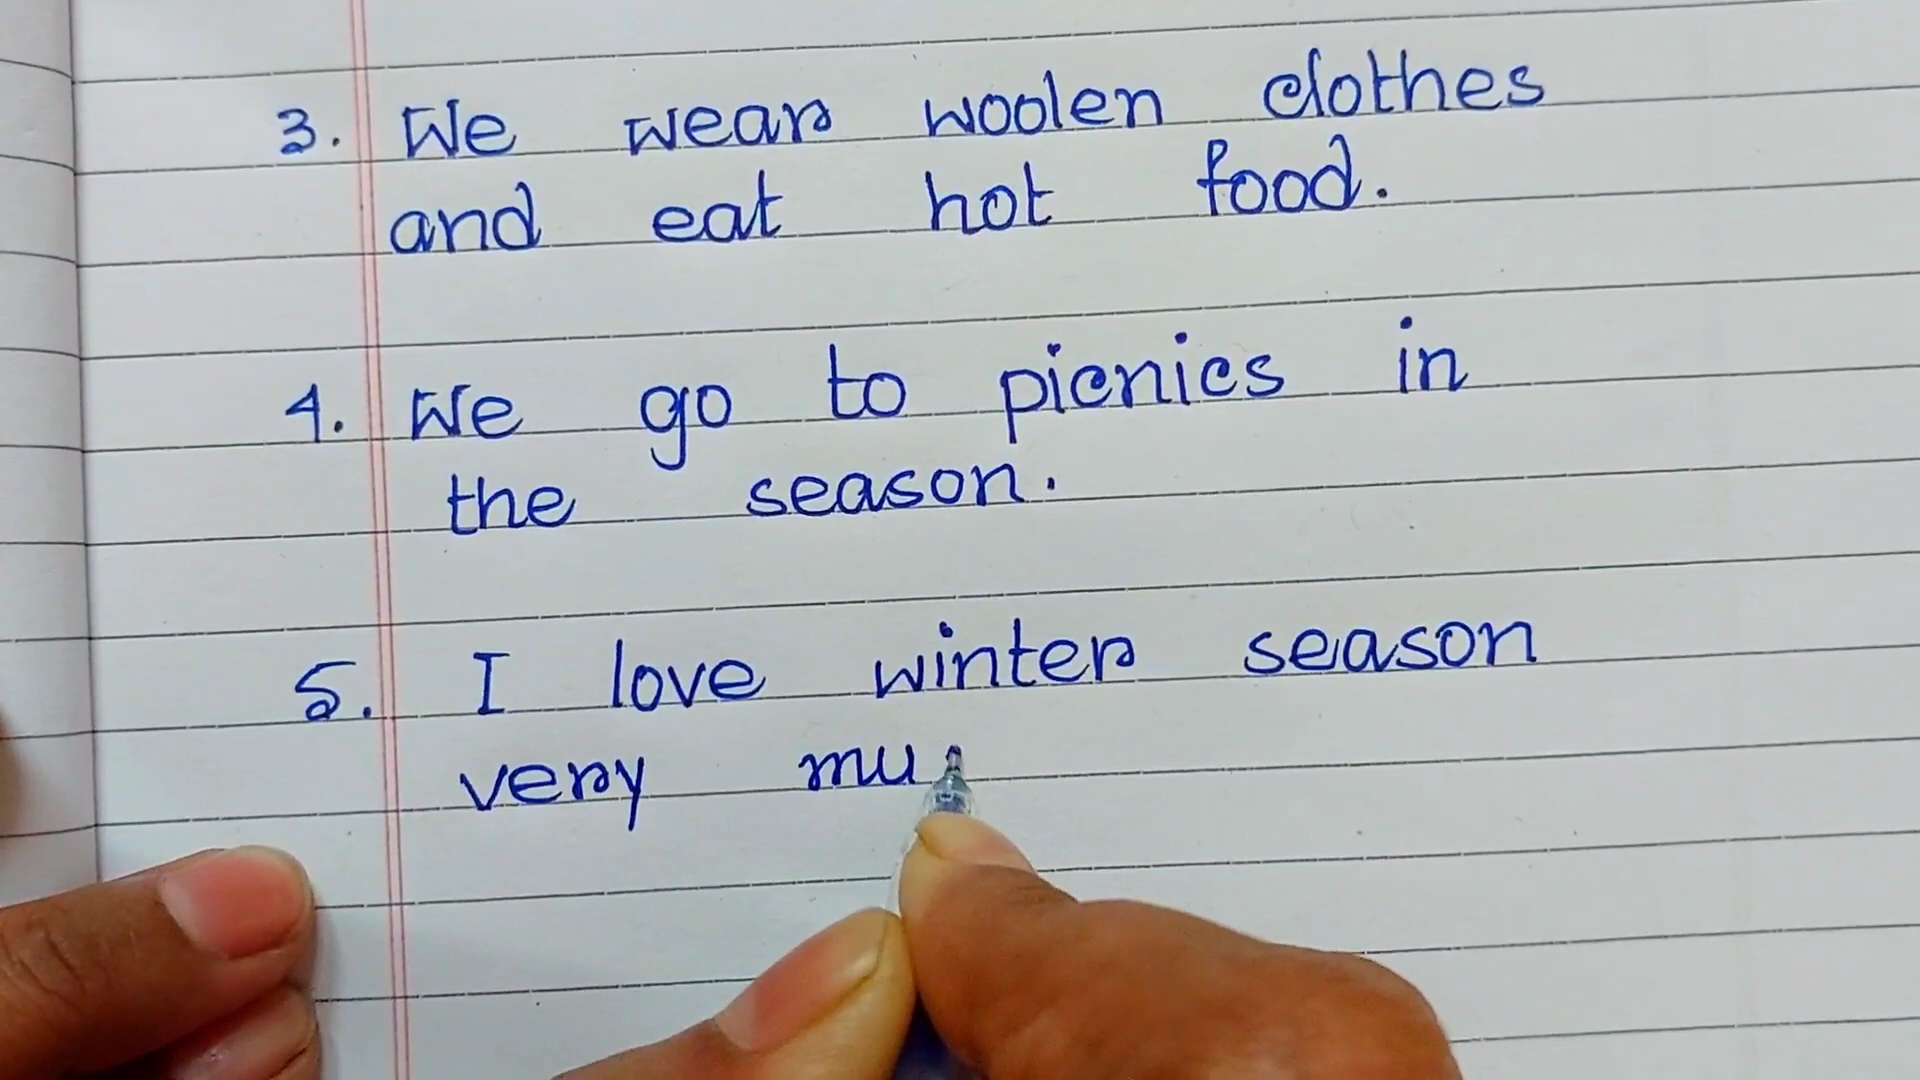 3. We wear woolen clothes
and eat hot food.
4. We go to picnics in
the season.
5. I love winter season
very mu